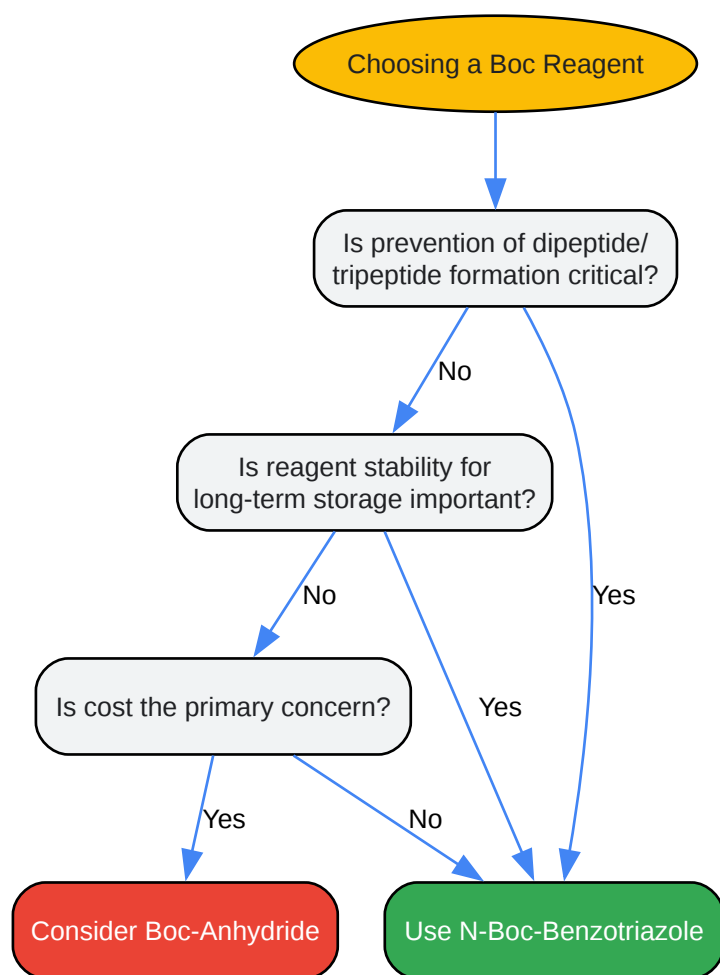 Choosing a Boc Reagent
Is prevention of dipeptide/
tripeptide formation critical?
No
Is reagent stability for
long-term storage important?
Yes
No
Is cost the primary concern?
Yes
Yes
No
Consider Boc-Anhydride
Use N-Boc-Benzotriazole